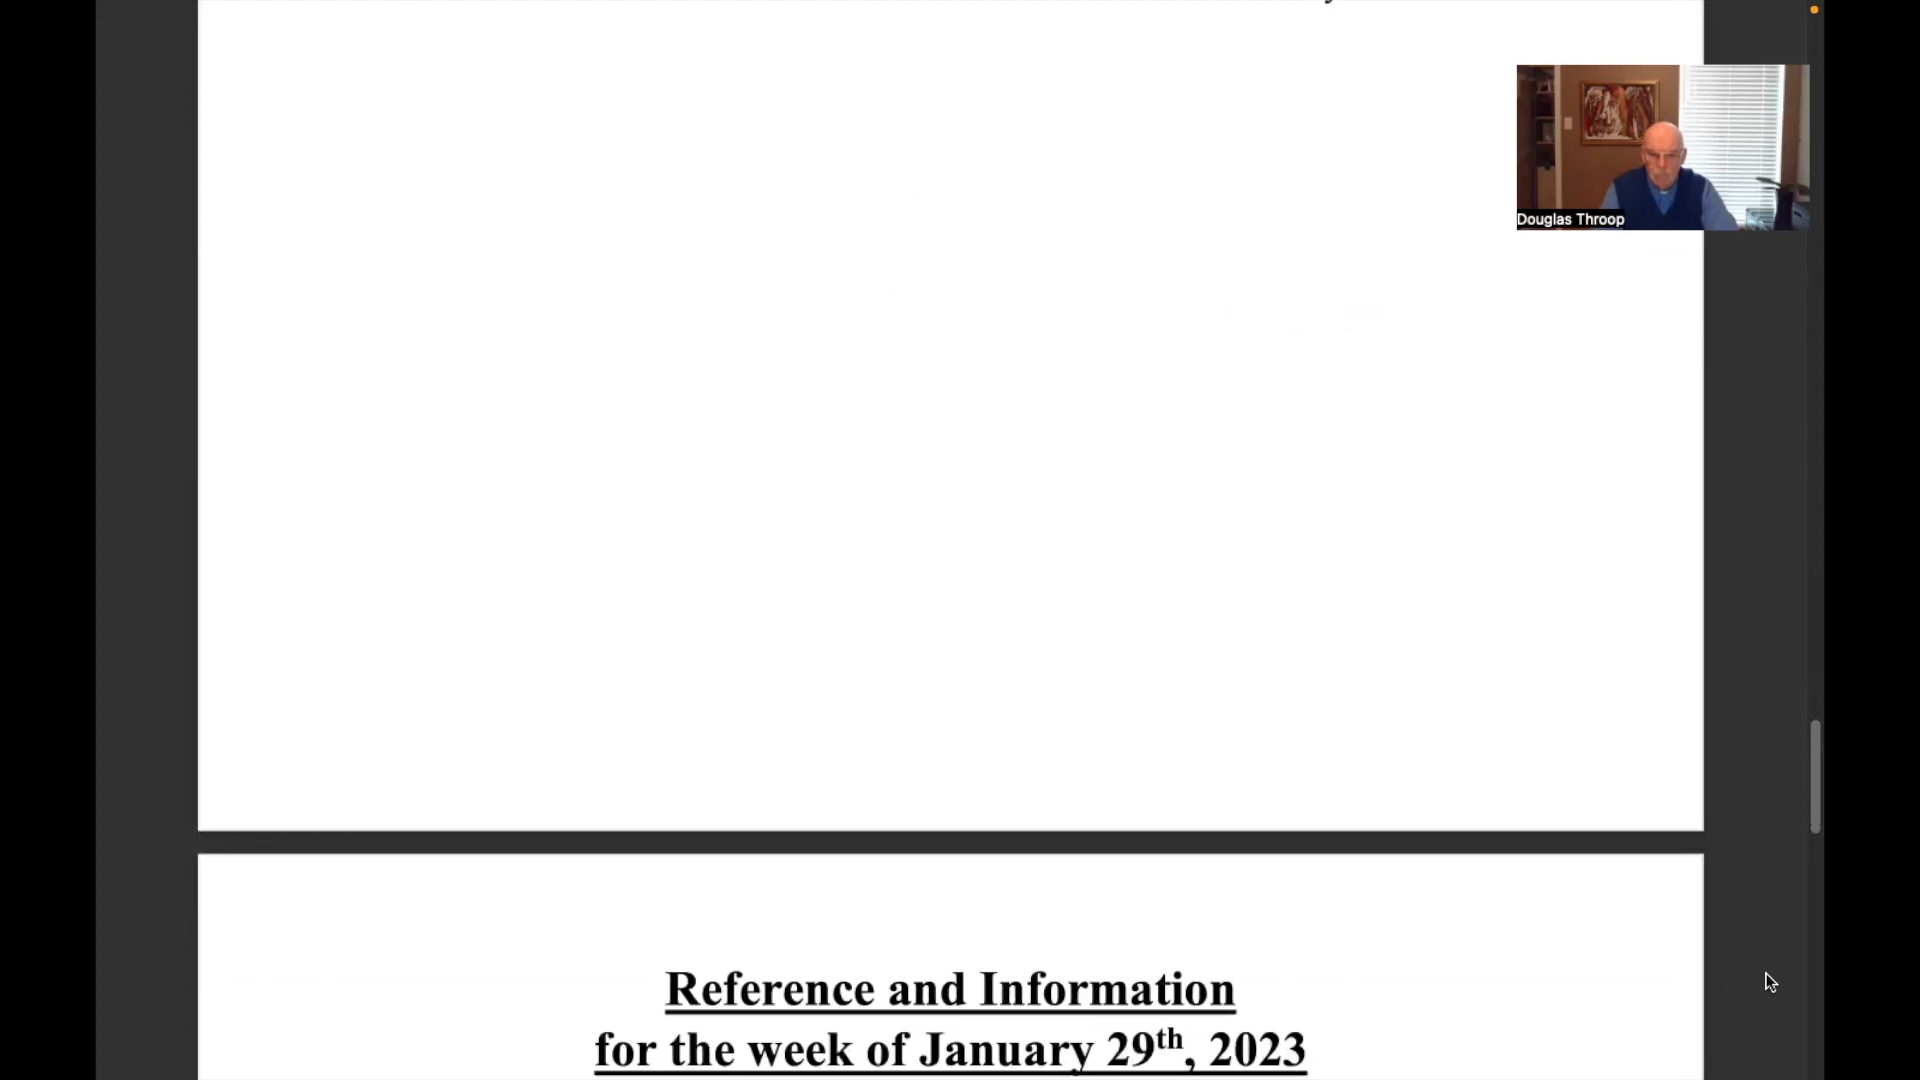 Douglas Throop
Reference and Information
for the week of January 29th, 2023